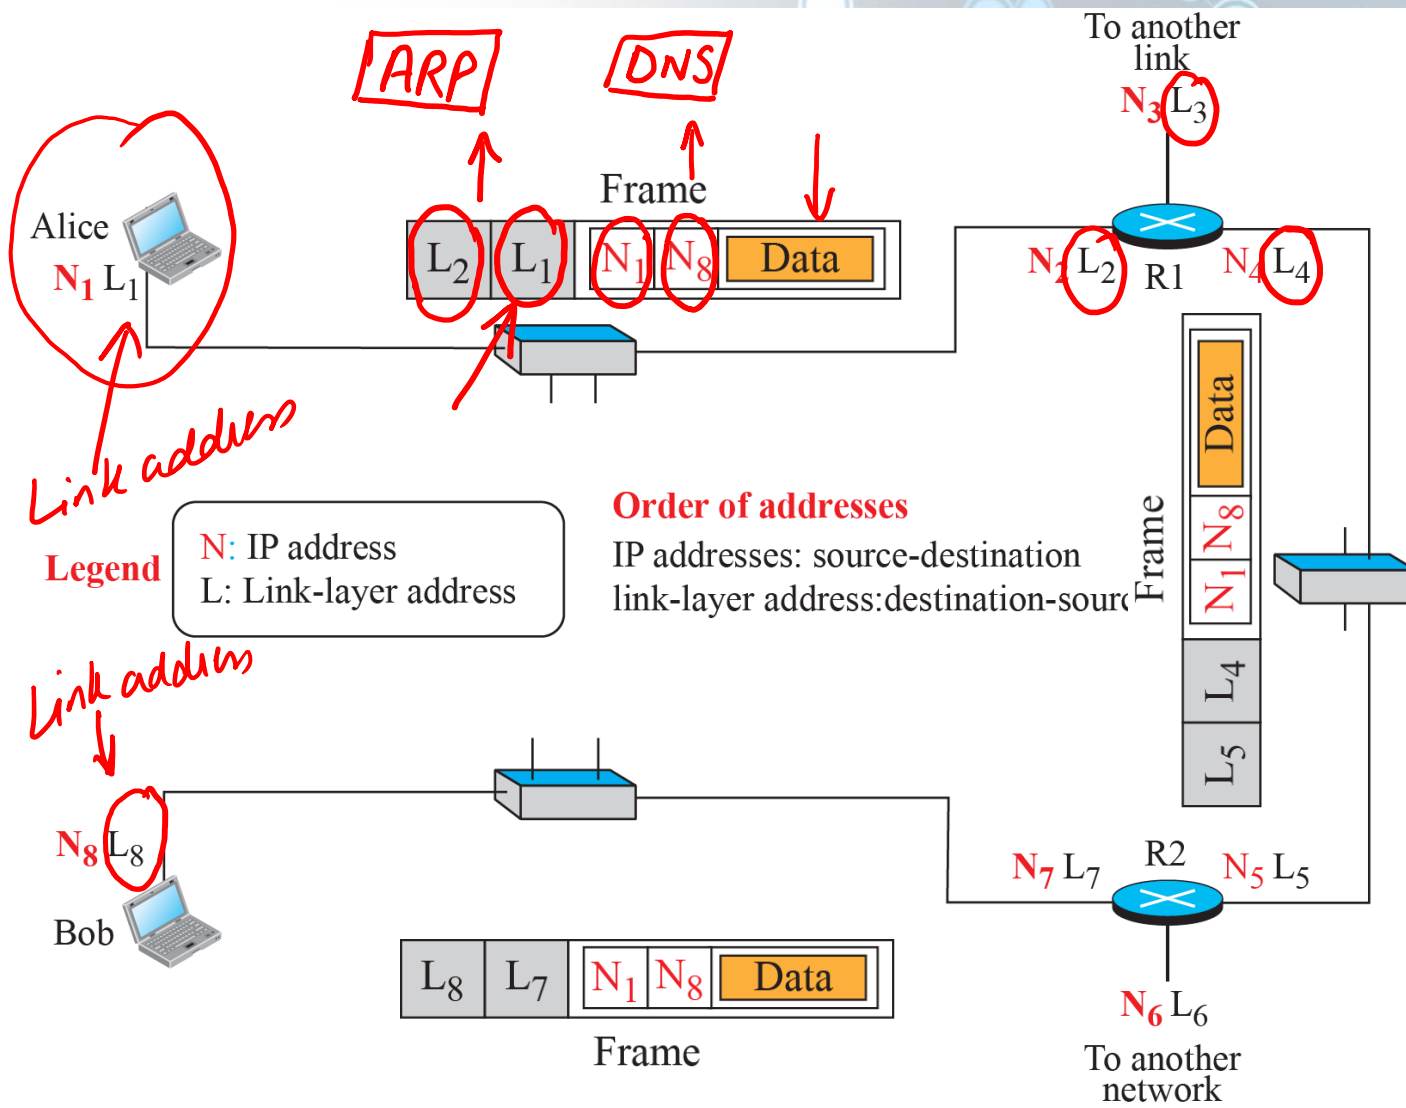 ARP
DNS
To another
link
N3 L3
Frame
Alice
N1 L1
L2 L1 N1 N8 Data
N2 L2
R1
N4 L4
Link address
Legend
N: IP address
L: Link-layer address
Order of addresses
IP addresses: source-destination
link-layer address:destination-sourc
Frame
L5 L4 N1 N8 Data
Link address
N8 L8
Bob
N7 L7
R2
N5 L5
L8 L7 N1 N8 Data
Frame
N6 L6
To another
network